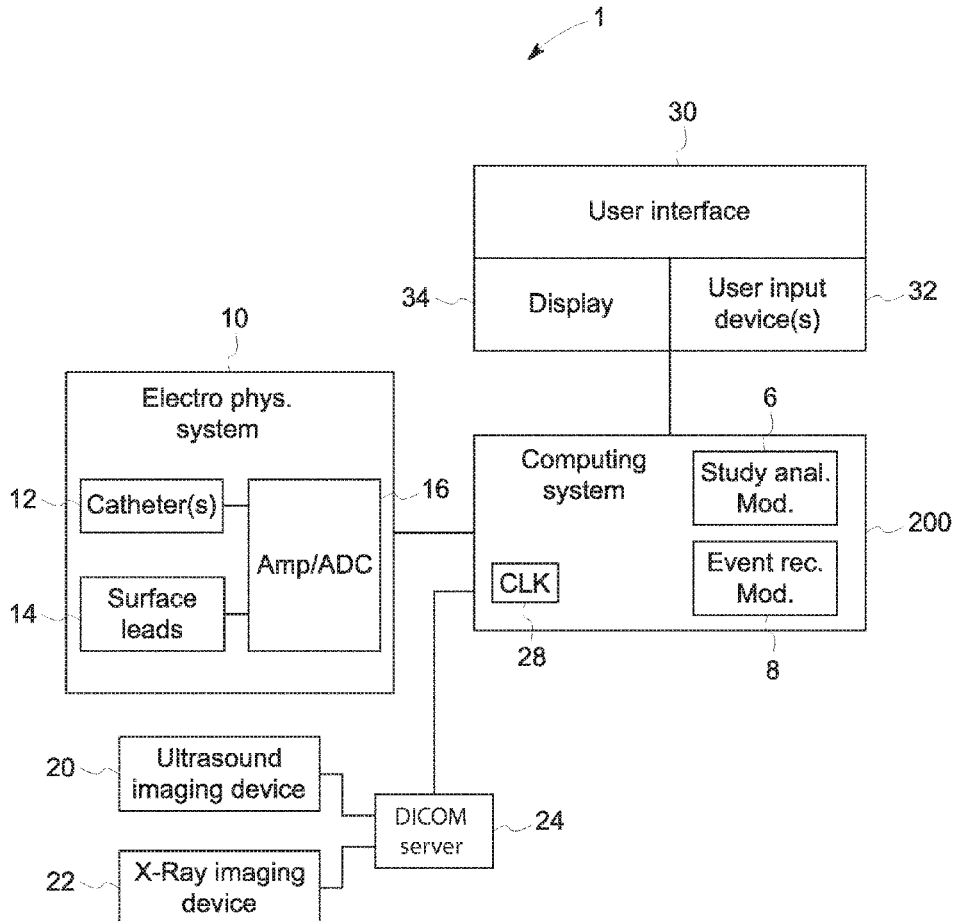 1
30
User interface
34
Display
User input
device(s)
32
10
Electro phys.
system
12
Catheter(s)
16
Amp/ADC
14
Surface
leads
6
Computing
system
Study anal.
Mod.
200
CLK
Event rec.
Mod.
28
8
20
Ultrasound
imaging device
DICOM
server
24
22
X-Ray imaging
device